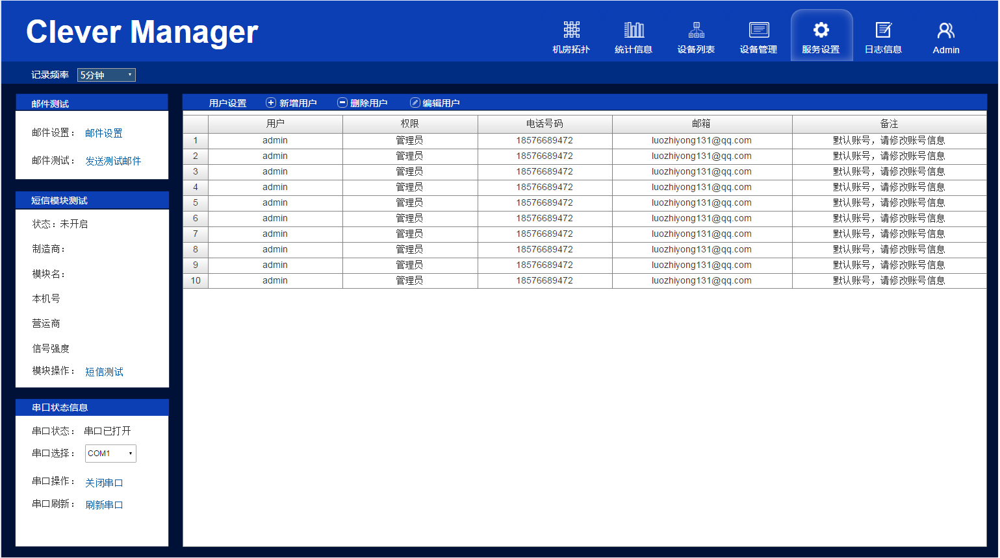 Clever Manager
机房拓扑 统计信息 设备列表 设备管理 服务设置 日志信息 Admin
记录频率 5分钟
邮件测试
邮件设置： 邮件设置
邮件测试： 发送测试邮件
短信模块测试
状态：未开启
制造商：
模块名：
本机号
营运商
信号强度
模块操作： 短信测试
串口状态信息
串口状态： 串口已打开
串口选择： COM1
串口操作： 关闭串口
串口刷新： 刷新串口
用户设置 新增用户 删除用户 编辑用户
用户 权限 电话号码 邮箱 备注
1 admin 管理员 18576689472 luozhiyong131@qq.com 默认账号，请修改账号信息
2 admin 管理员 18576689472 luozhiyong131@qq.com 默认账号，请修改账号信息
3 admin 管理员 18576689472 luozhiyong131@qq.com 默认账号，请修改账号信息
4 admin 管理员 18576689472 luozhiyong131@qq.com 默认账号，请修改账号信息
5 admin 管理员 18576689472 luozhiyong131@qq.com 默认账号，请修改账号信息
6 admin 管理员 18576689472 luozhiyong131@qq.com 默认账号，请修改账号信息
7 admin 管理员 18576689472 luozhiyong131@qq.com 默认账号，请修改账号信息
8 admin 管理员 18576689472 luozhiyong131@qq.com 默认账号，请修改账号信息
9 admin 管理员 18576689472 luozhiyong131@qq.com 默认账号，请修改账号信息
10 admin 管理员 18576689472 luozhiyong131@qq.com 默认账号，请修改账号信息